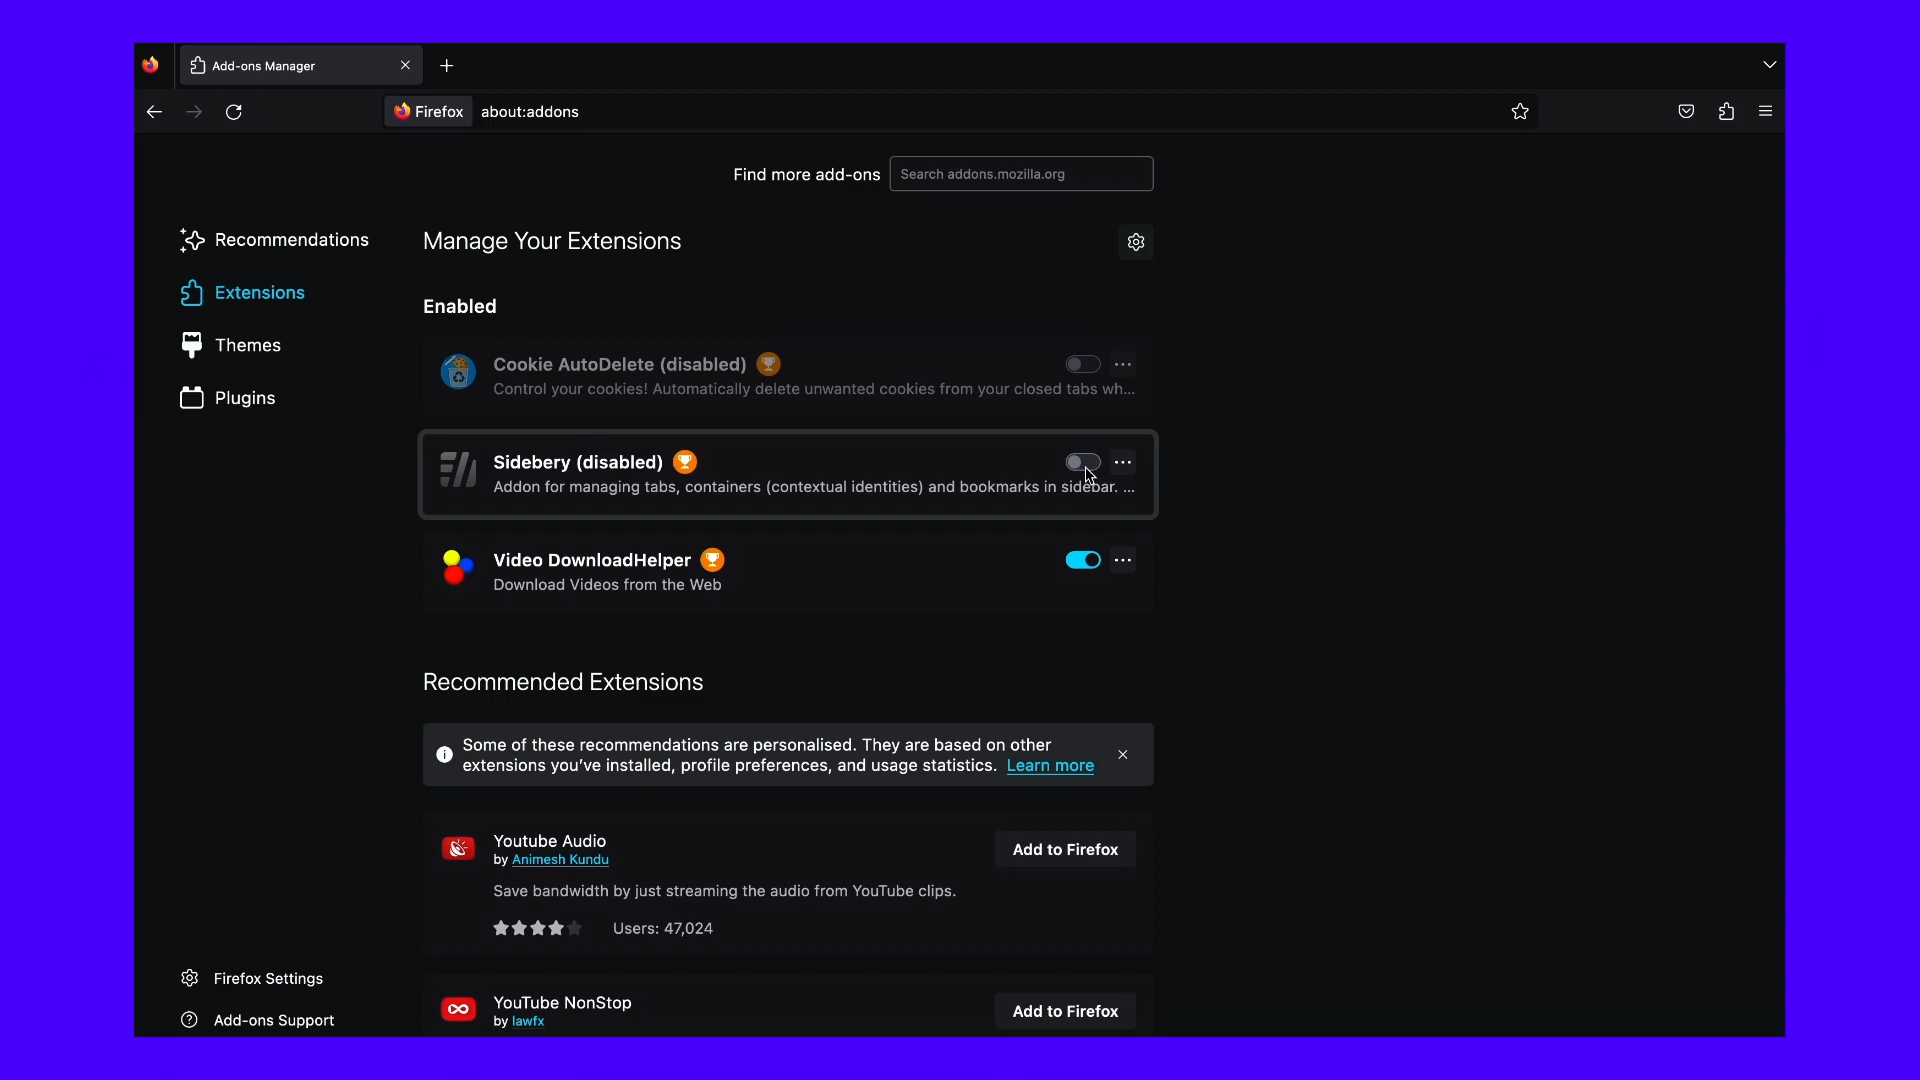 Add-ons Manager
Firefox about:addons
Find more add-ons Search addons.mozilla.org
Recommendations
Extensions
Themes
Plugins
Manage Your Extensions
Enabled
Cookie AutoDelete (disabled)
Control your cookies! Automatically delete unwanted cookies from your closed tabs wh...
Sidebery (disabled)
Addon for managing tabs, containers (contextual identities) and bookmarks in sidebar. ...
Video DownloadHelper
Download Videos from the Web
Recommended Extensions
Some of these recommendations are personalised. They are based on other
extensions you've installed, profile preferences, and usage statistics. Learn more
Youtube Audio
by Animesh Kundu
Add to Firefox
Save bandwidth by just streaming the audio from YouTube clips.
Users: 47,024
YouTube NonStop
by lawfx
Add to Firefox
Firefox Settings
Add-ons Support